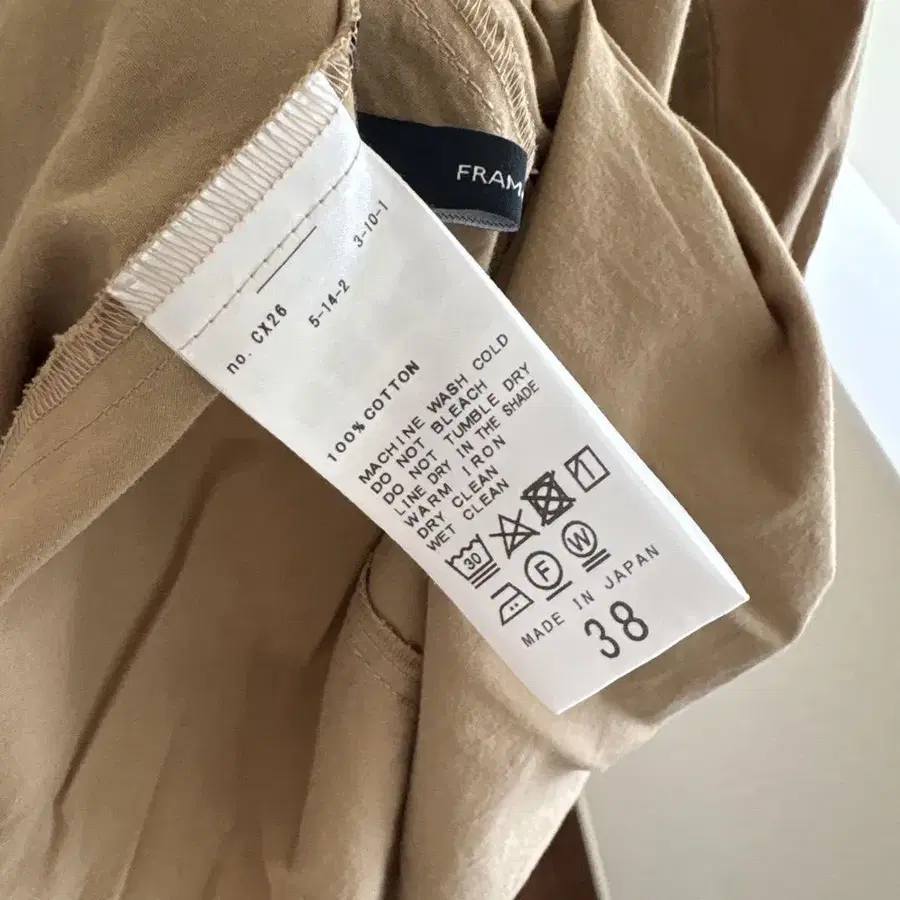 FRAM
no. CX26
5-14-2
3-10-1
100% COTTON
MACHINE WASH COLD
DO NOT BLEACH
DO NOT TUMBLE DRY
LINE DRY IN THE SHADE
WARM IRON
DRY CLEAN
WET CLEAN
30
F
W
MADE IN JAPAN
38